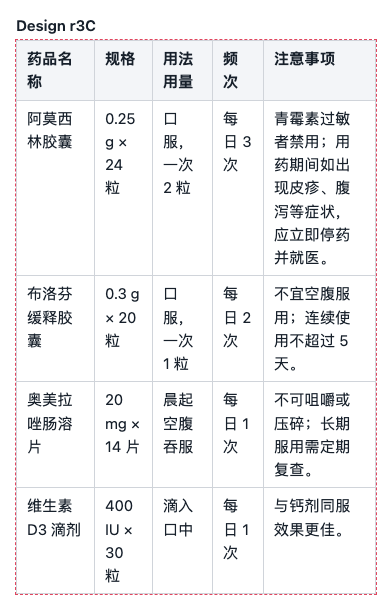 Design r3C
药品名
称
规格
用法
用量
频
次
注意事项
阿莫西
林胶囊
0.25
g ×
24
粒
口
服，
一次
2 粒
每
日 3
次
青霉素过敏
者禁用；用
药期间如出
现皮疹、腹
泻等症状，
应立即停药
并就医。
布洛芬
缓释胶
囊
0.3 g
× 20
粒
口
服，
一次
1 粒
每
日 2
次
不宜空腹服
用；连续使
用不超过 5
天。
奥美拉
唑肠溶
片
20
mg ×
14 片
晨起
空腹
吞服
每
日 1
次
不可咀嚼或
压碎；长期
服用需定期
复查。
维生素
D3 滴剂
400
IU ×
30
粒
滴入
口中
每
日 1
次
与钙剂同服
效果更佳。